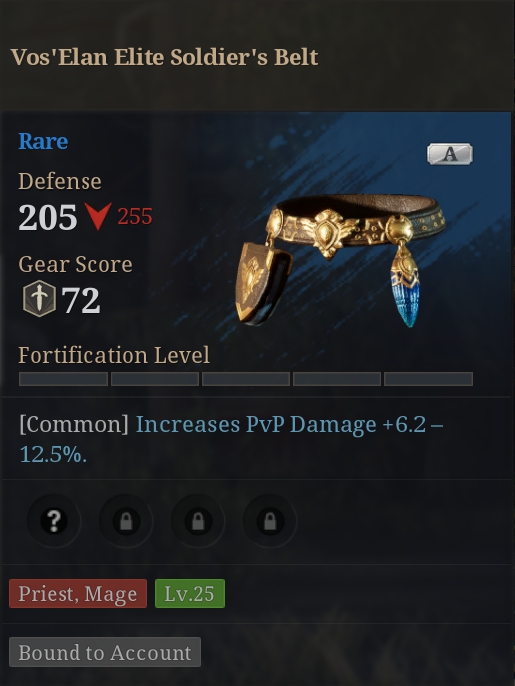 Vos'Elan Elite Soldier's Belt
Rare
A
Defense
205 255
Gear Score
72
Fortification Level
[Common] Increases PvP Damage +6.2 –
12.5%.
?
Priest, Mage Lv.25
Bound to Account